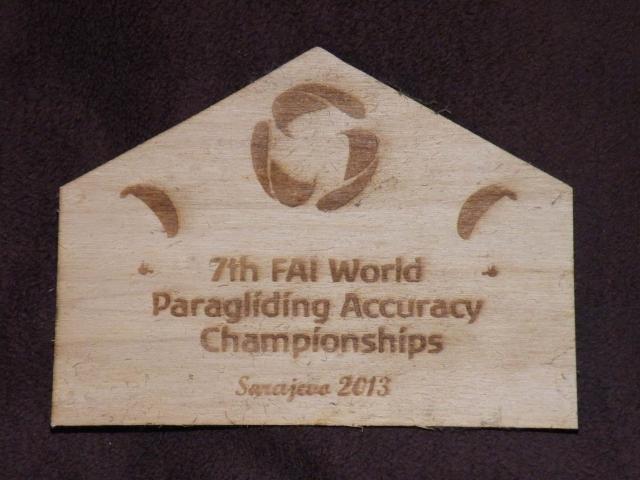 7th FAI World
Paragliding Accuracy
Championships
Sarajevo 2013